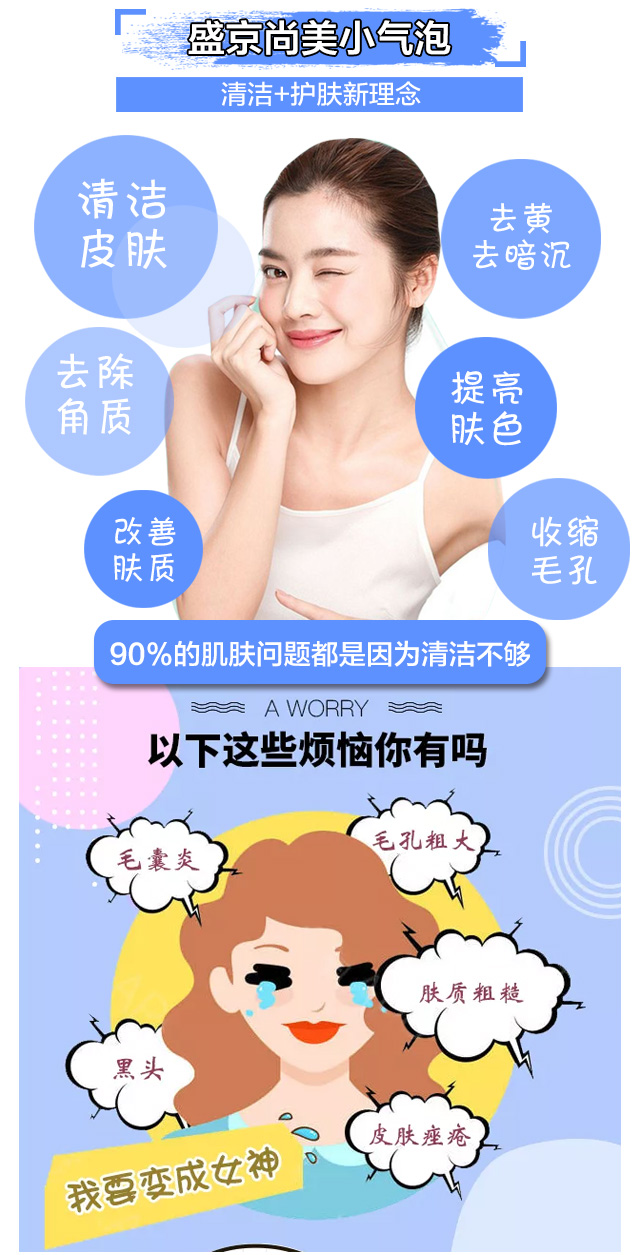 盛京尚美小气泡
清洁+护肤新理念
清洁
皮肤
去黄
去暗沉
去除
角质
提亮
肤色
改善
肤质
收缩
毛孔
90%的肌肤问题都是因为清洁不够
A WORRY
以下这些烦恼你有吗
毛囊炎
毛孔粗大
肤质粗糙
黑头
皮肤痤疮
我要变成女神